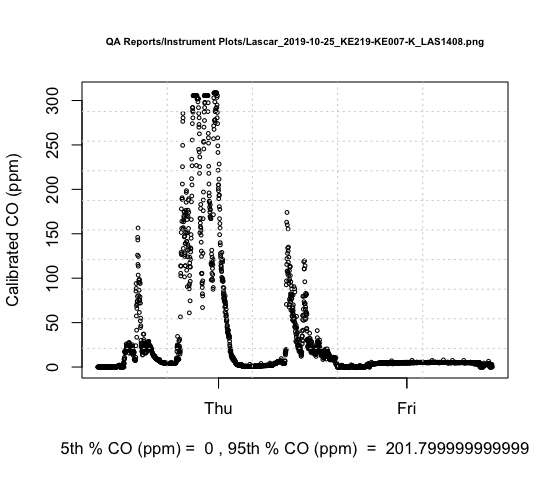 QA Reports/Instrument Plots/Lascar_2019-10-25_KE219-KE007-K_LAS1408.png
Calibrated CO (ppm)
300
250
200
150
100
50
0
Thu Fri
5th % CO (ppm) = 0 , 95th % CO (ppm) = 201.799999999999